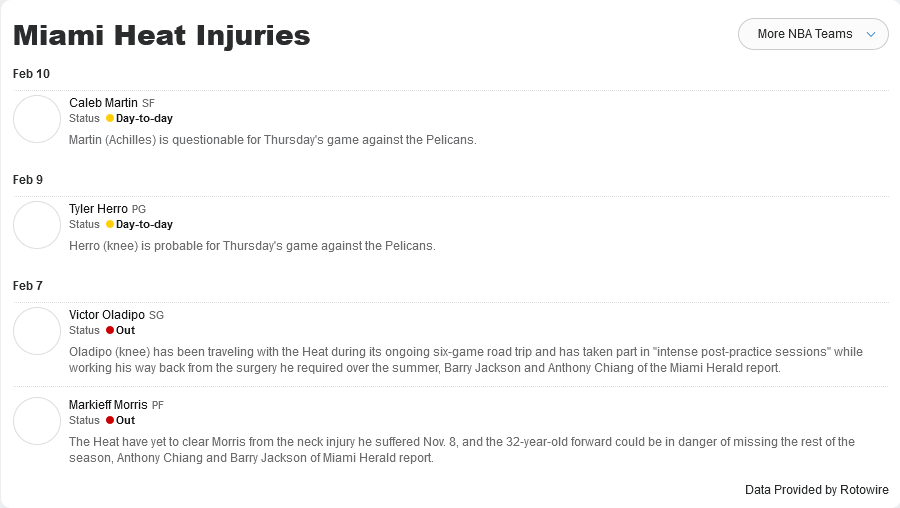 Miami Heat Injuries
More NBA Teams
Feb 10
Caleb Martin SF
Status Day-to-day
Martin (Achilles) is questionable for Thursday's game against the Pelicans.
Feb 9
Tyler Herro PG
Status Day-to-day
Herro (knee) is probable for Thursday's game against the Pelicans.
Feb 7
Victor Oladipo SG
Status Out
Oladipo (knee) has been traveling with the Heat during its ongoing six-game road trip and has taken part in "intense post-practice sessions" while
working his way back from the surgery he required over the summer, Barry Jackson and Anthony Chiang of the Miami Herald report.
Markieff Morris PF
Status Out
The Heat have yet to clear Morris from the neck injury he suffered Nov. 8, and the 32-year-old forward could be in danger of missing the rest of the
season, Anthony Chiang and Barry Jackson of Miami Herald report.
Data Provided by Rotowire